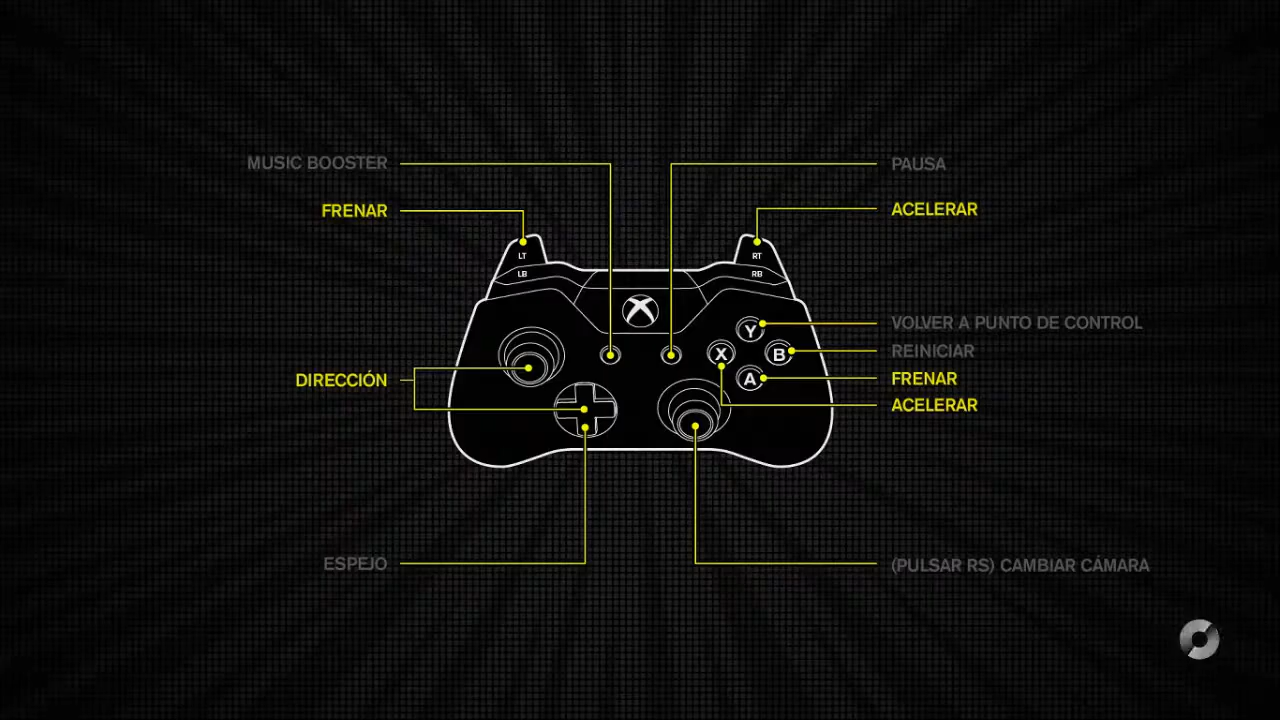 MUSIC BOOSTER
PAUSA
FRENAR
ACELERAR
LT
RT
LB
RB
Y
VOLVER A PUNTO DE CONTROL
X
B
REINICIAR
DIRECCIÓN
A
FRENAR
ACELERAR
ESPEJO
(PULSAR RS) CAMBIAR CÁMARA